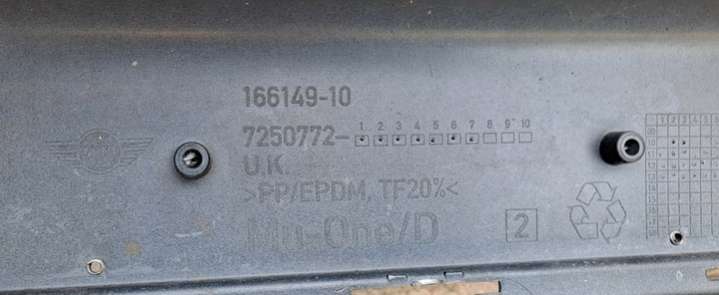 166149-10
7250772- 1 2 3 4 5 6 7 8 9 10
U.K.
>PP/EPDM, TF20%<
Mu-One/D
2